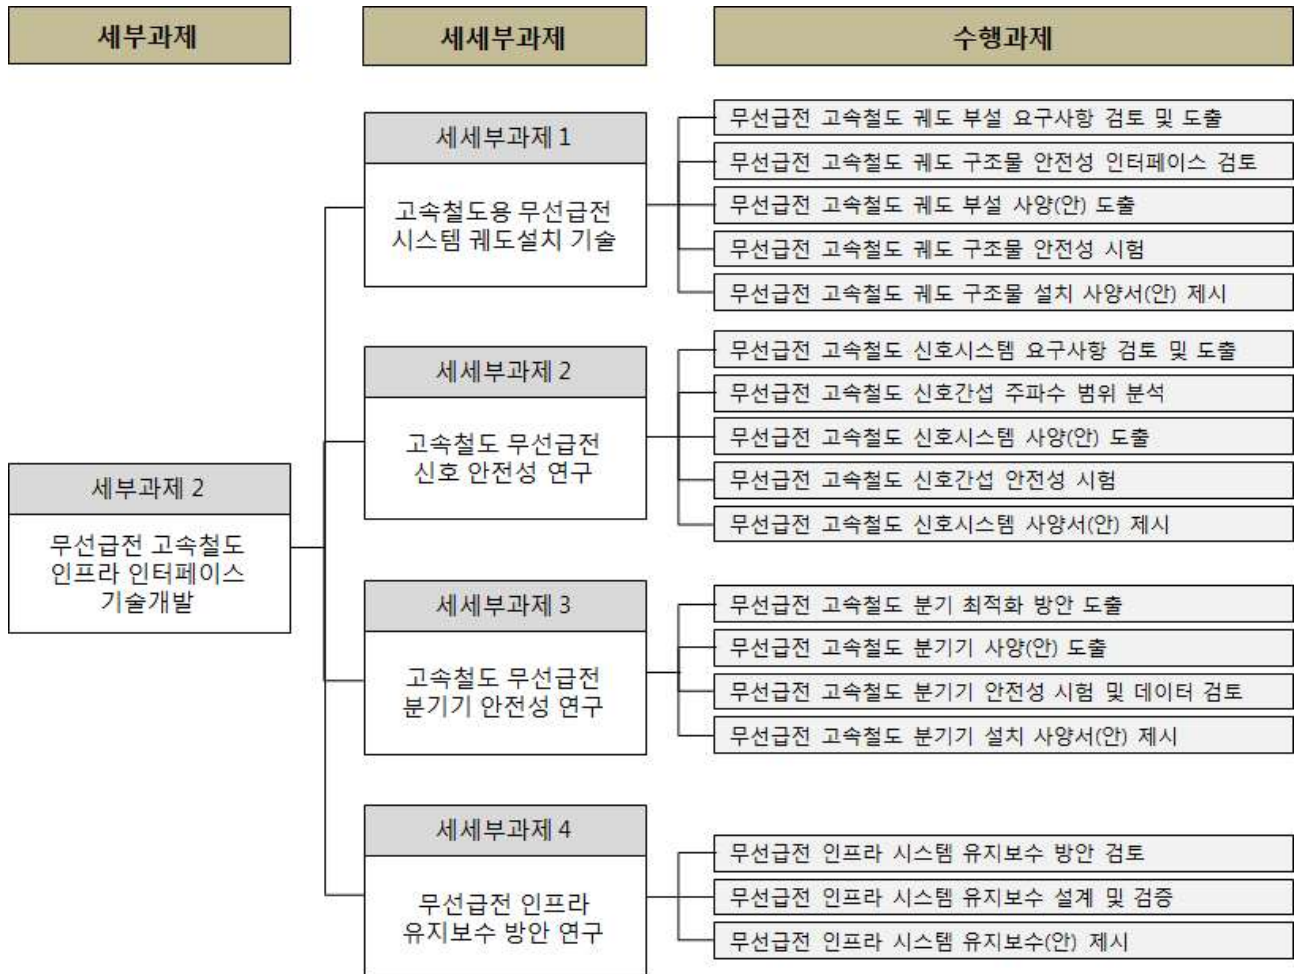 세부과제
세세부과제
수행과제
세부과제 2
무선급전 고속철도
인프라 인터페이스
기술개발
세세부과제 1
고속철도용 무선급전
시스템 궤도설치 기술
무선급전 고속철도 궤도 부설 요구사항 검토 및 도출
무선급전 고속철도 궤도 구조물 안전성 인터페이스 검토
무선급전 고속철도 궤도 부설 사양(안) 도출
무선급전 고속철도 궤도 구조물 안전성 시험
무선급전 고속철도 궤도 구조물 설치 사양서(안) 제시
세세부과제 2
고속철도 무선급전
신호 안전성 연구
무선급전 고속철도 신호시스템 요구사항 검토 및 도출
무선급전 고속철도 신호간섭 주파수 범위 분석
무선급전 고속철도 신호시스템 사양(안) 도출
무선급전 고속철도 신호간섭 안전성 시험
무선급전 고속철도 신호시스템 사양서(안) 제시
세세부과제 3
고속철도 무선급전
분기기 안전성 연구
무선급전 고속철도 분기 최적화 방안 도출
무선급전 고속철도 분기기 사양(안) 도출
무선급전 고속철도 분기기 안전성 시험 및 데이터 검토
무선급전 고속철도 분기기 설치 사양서(안) 제시
세세부과제 4
무선급전 인프라
유지보수 방안 연구
무선급전 인프라 시스템 유지보수 방안 검토
무선급전 인프라 시스템 유지보수 설계 및 검증
무선급전 인프라 시스템 유지보수(안) 제시